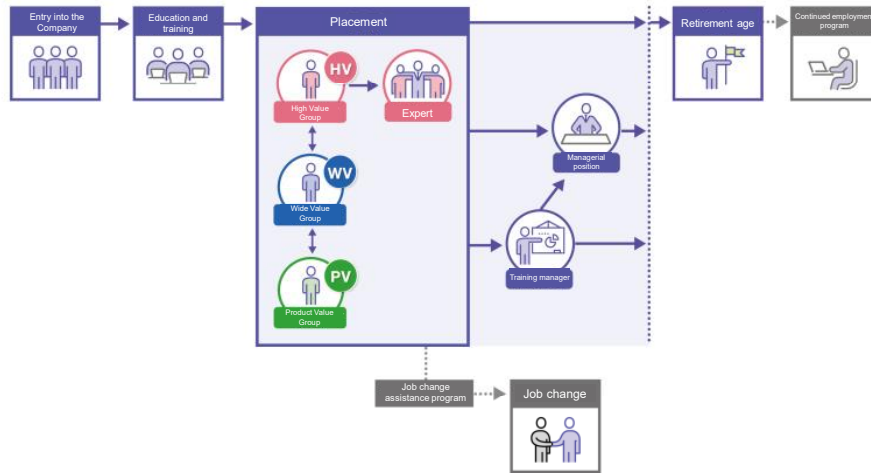 Entry into the
Company
Education and
training
Placement
HV
High Value
Group
Expert
WV
Wide Value
Group
PV
Product Value
Group
Managerial
position
Training manager
Retirement age
Continued employment
program
Job change
assistance program
Job change